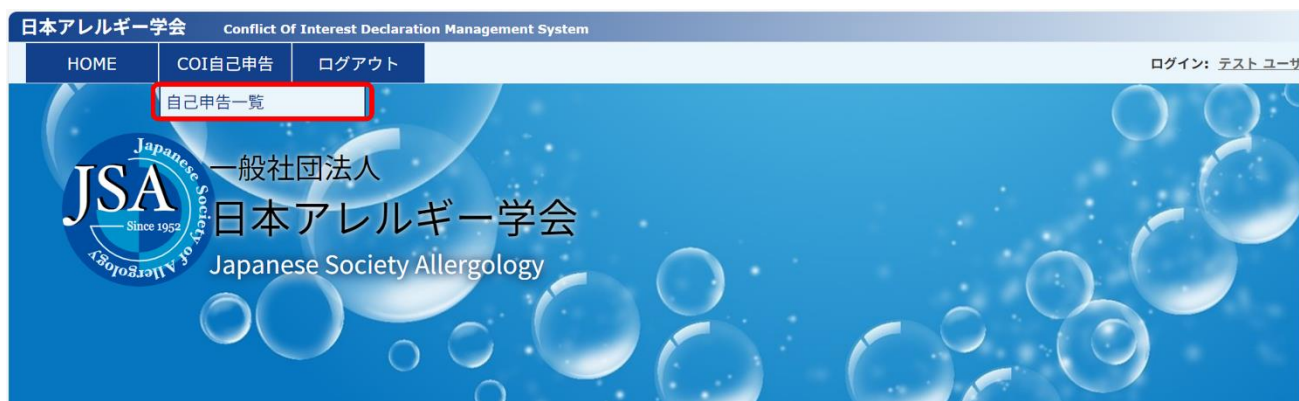 日本アレルギー学会 Conflict Of Interest Declaration Management System
HOME COI自己申告 ログアウト ログイン: テスト ユーザ
自己申告一覧
JSA
Japanese Society of Allergology
Since 1952
一般社団法人
日本アレルギー学会
Japanese Society Allergology